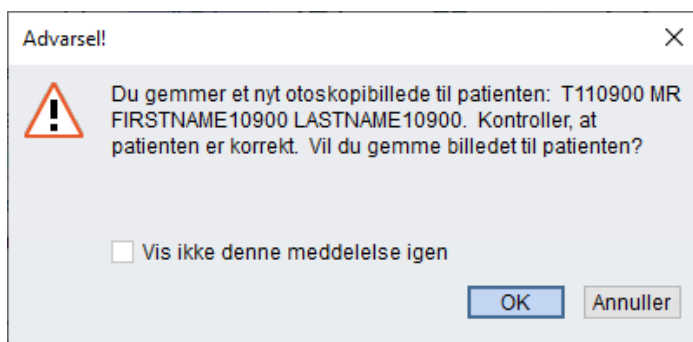 Advarsel!
Du gemmer et nyt otoskopibillede til patienten: T110900 MR
FIRSTNAME10900 LASTNAME10900. Kontroller, at
patienten er korrekt. Vil du gemme billedet til patienten?
Vis ikke denne meddelelse igen
OK
Annuller